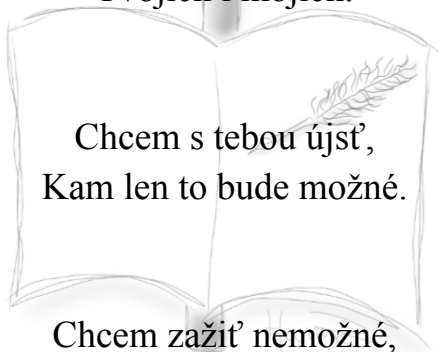 Chcem s tebou újsť,
Kam len to bude možné.
Chcem zažiť nemožné,